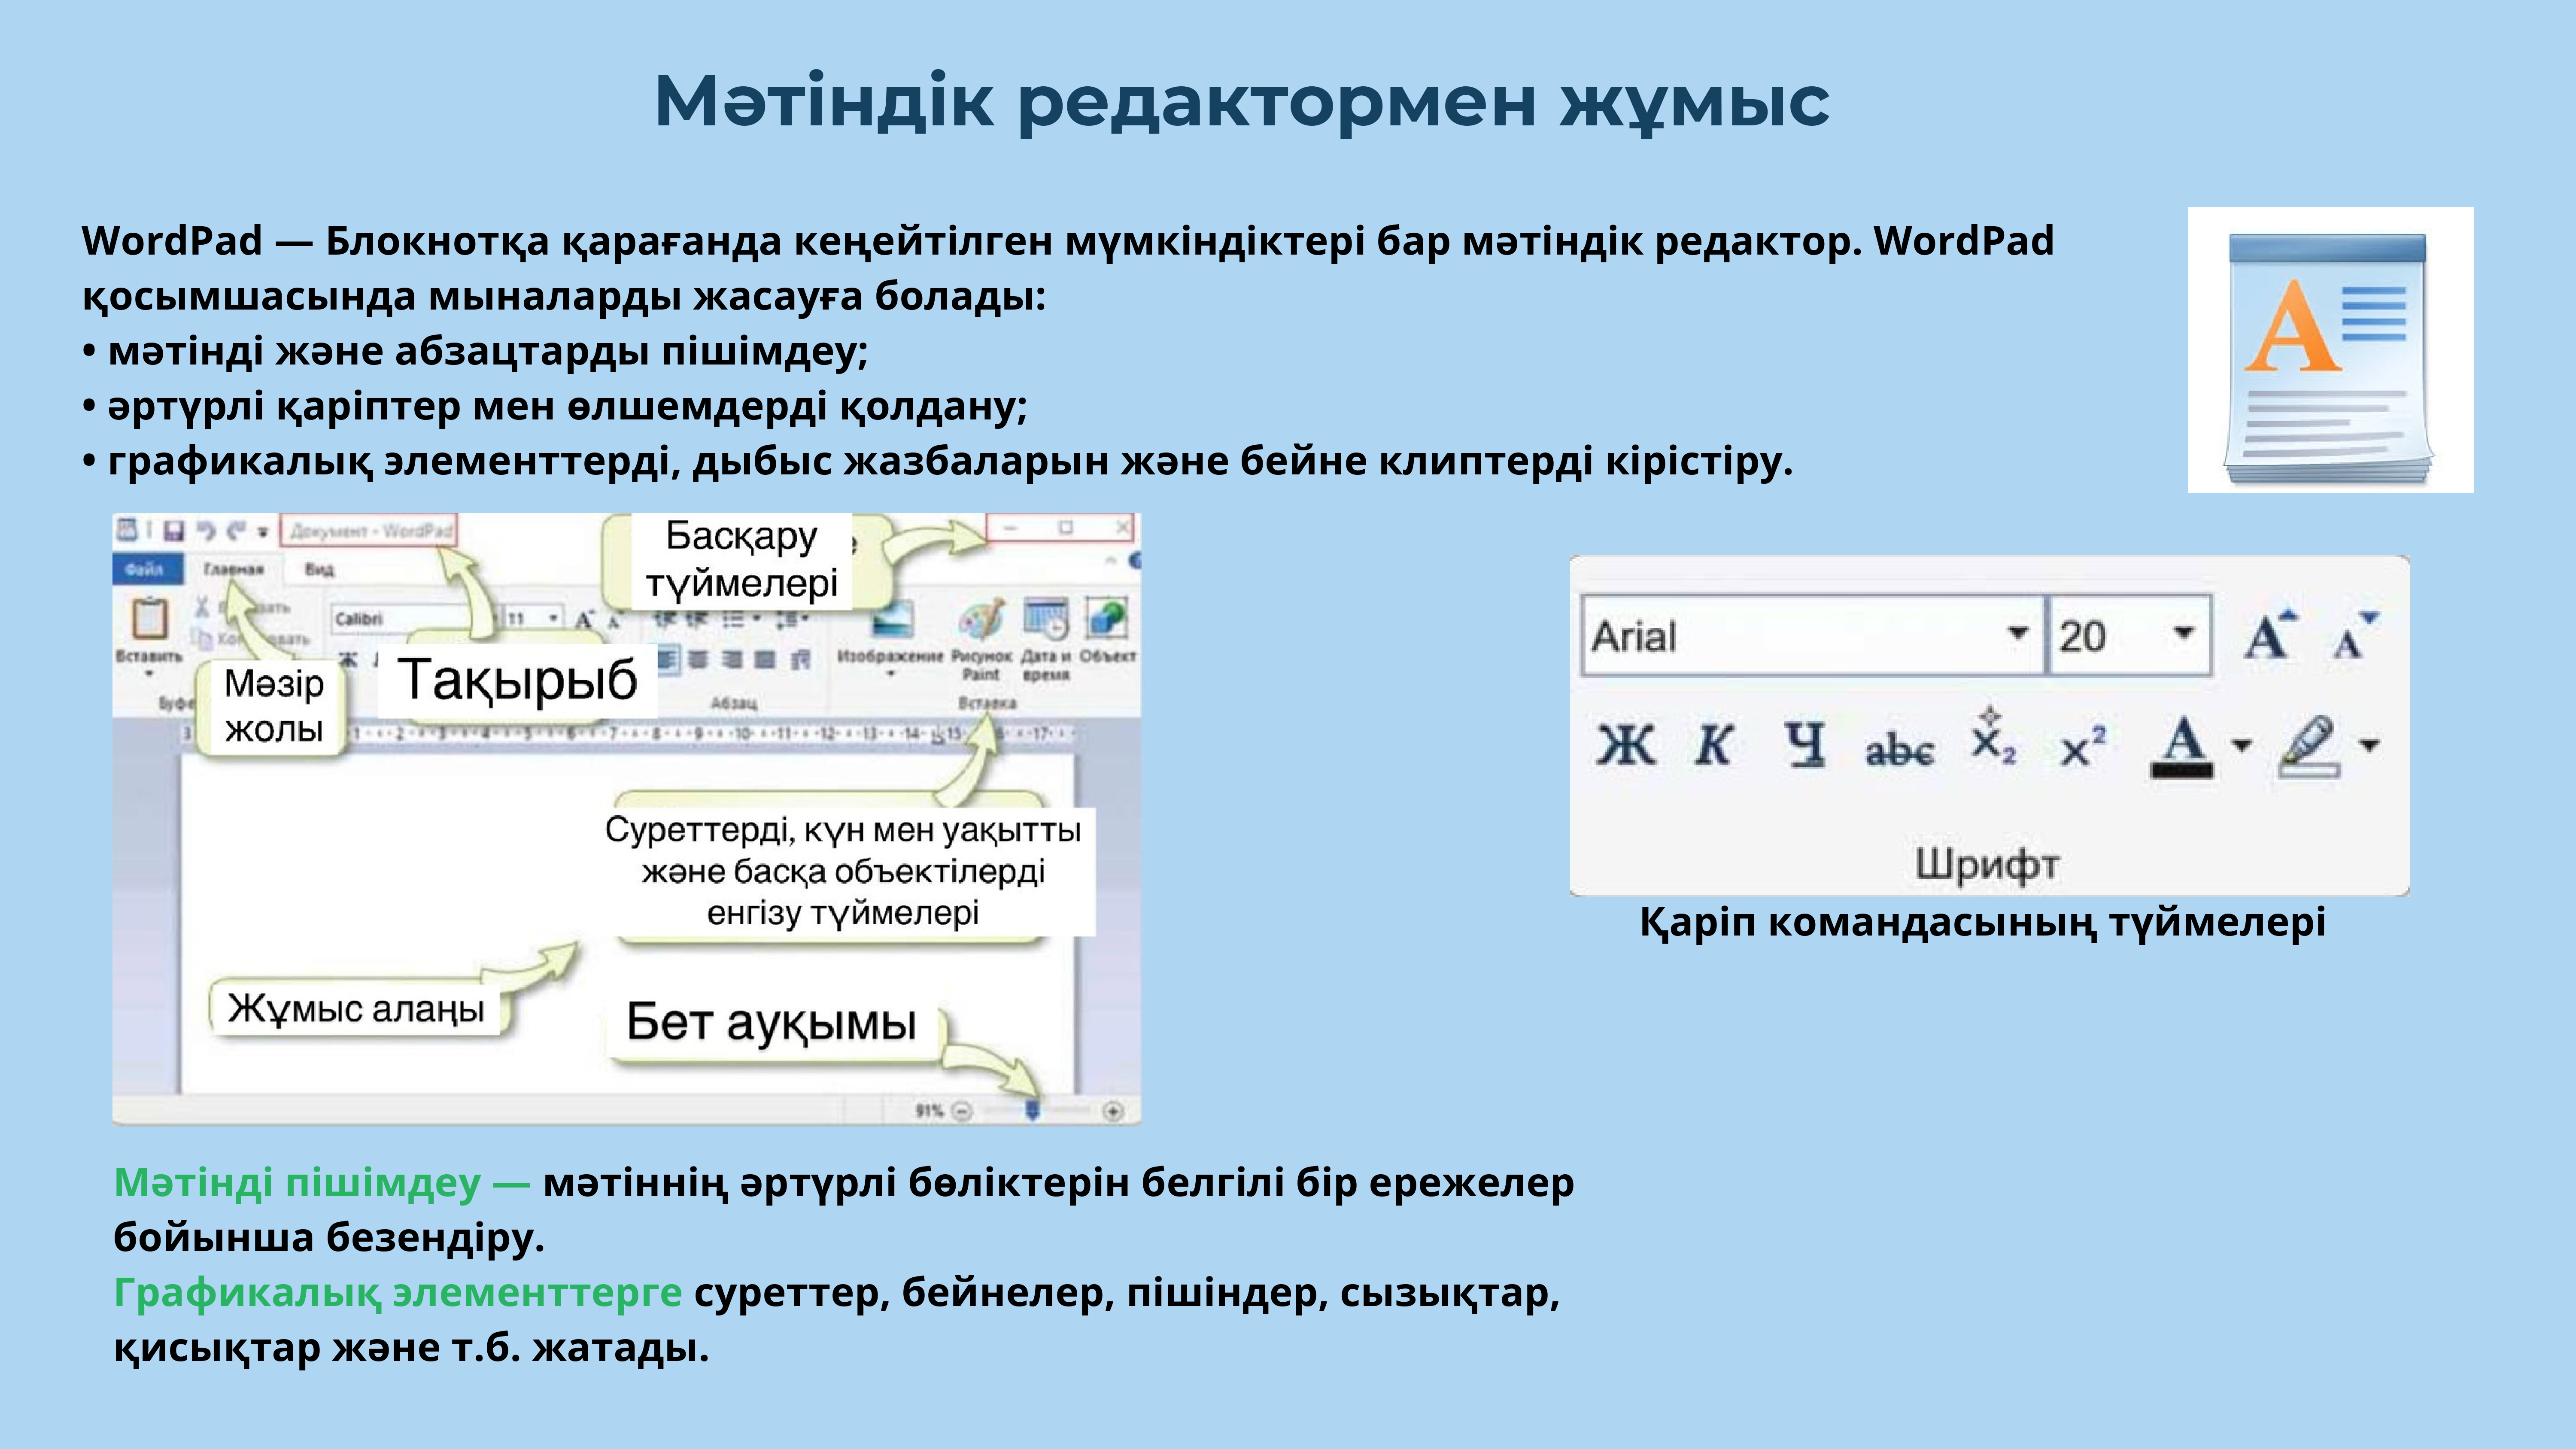 Мәтіндік редактормен жұмыс
WordPad — Блокнотқа қарағанда кеңейтілген мүмкіндіктері бар мәтіндік редактор. WordPad
қосымшасында мыналарды жасауға болады:
• мәтінді және абзацтарды пішімдеу;
• әртүрлі қаріптер мен өлшемдерді қолдану;
• графикалық элементтерді, дыбыс жазбаларын және бейне клиптерді кірістіру.
Документ - WordPad
Басқару
түймелері
Файл Главная Вид
Calibri 11
Вставить
Изображение Рисунок Paint Дата и время Объект
Мәзір
жолы
Тақырыб
Абзац
Вставка
Суреттерді, күн мен уақытты
және басқа объектілерді
енгізу түймелері
Жұмыс алаңы
Бет ауқымы
91%
Arial 20 A A
Ж К Ч abc x₂ x² A
Шрифт
Қаріп командасының түймелері
Мәтінді пішімдеу — мәтіннің әртүрлі бөліктерін белгілі бір ережелер
бойынша безендіру.
Графикалық элементтерге суреттер, бейнелер, пішіндер, сызықтар,
қисықтар және т.б. жатады.